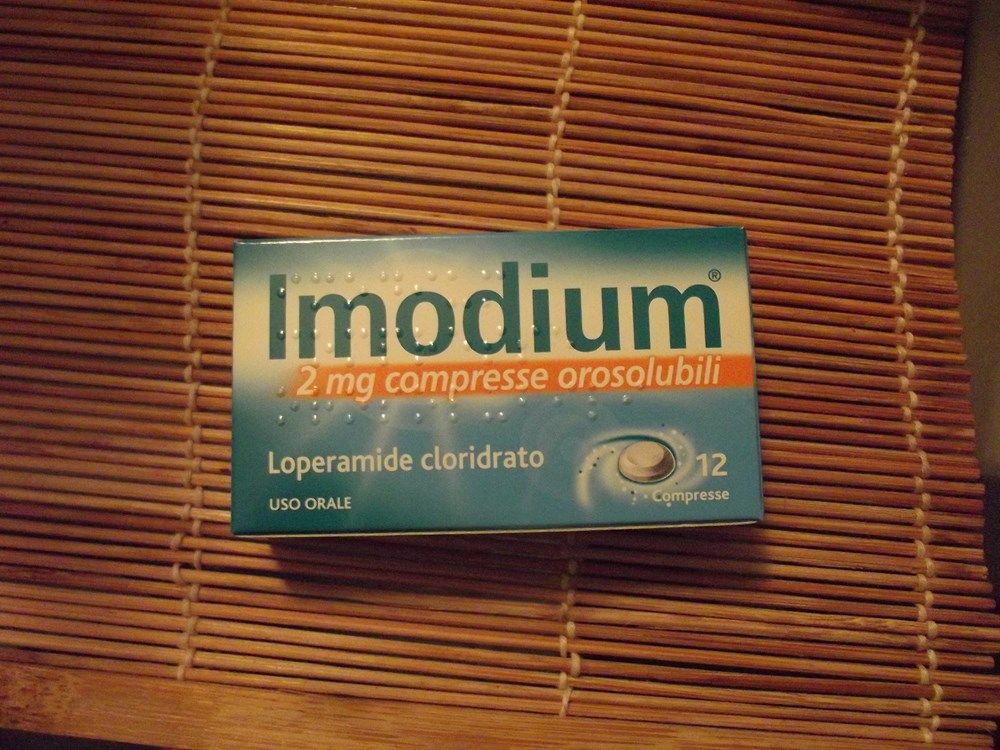 Imodium®
2 mg compresse orosolubili
Loperamide cloridrato
12
Compresse
USO ORALE